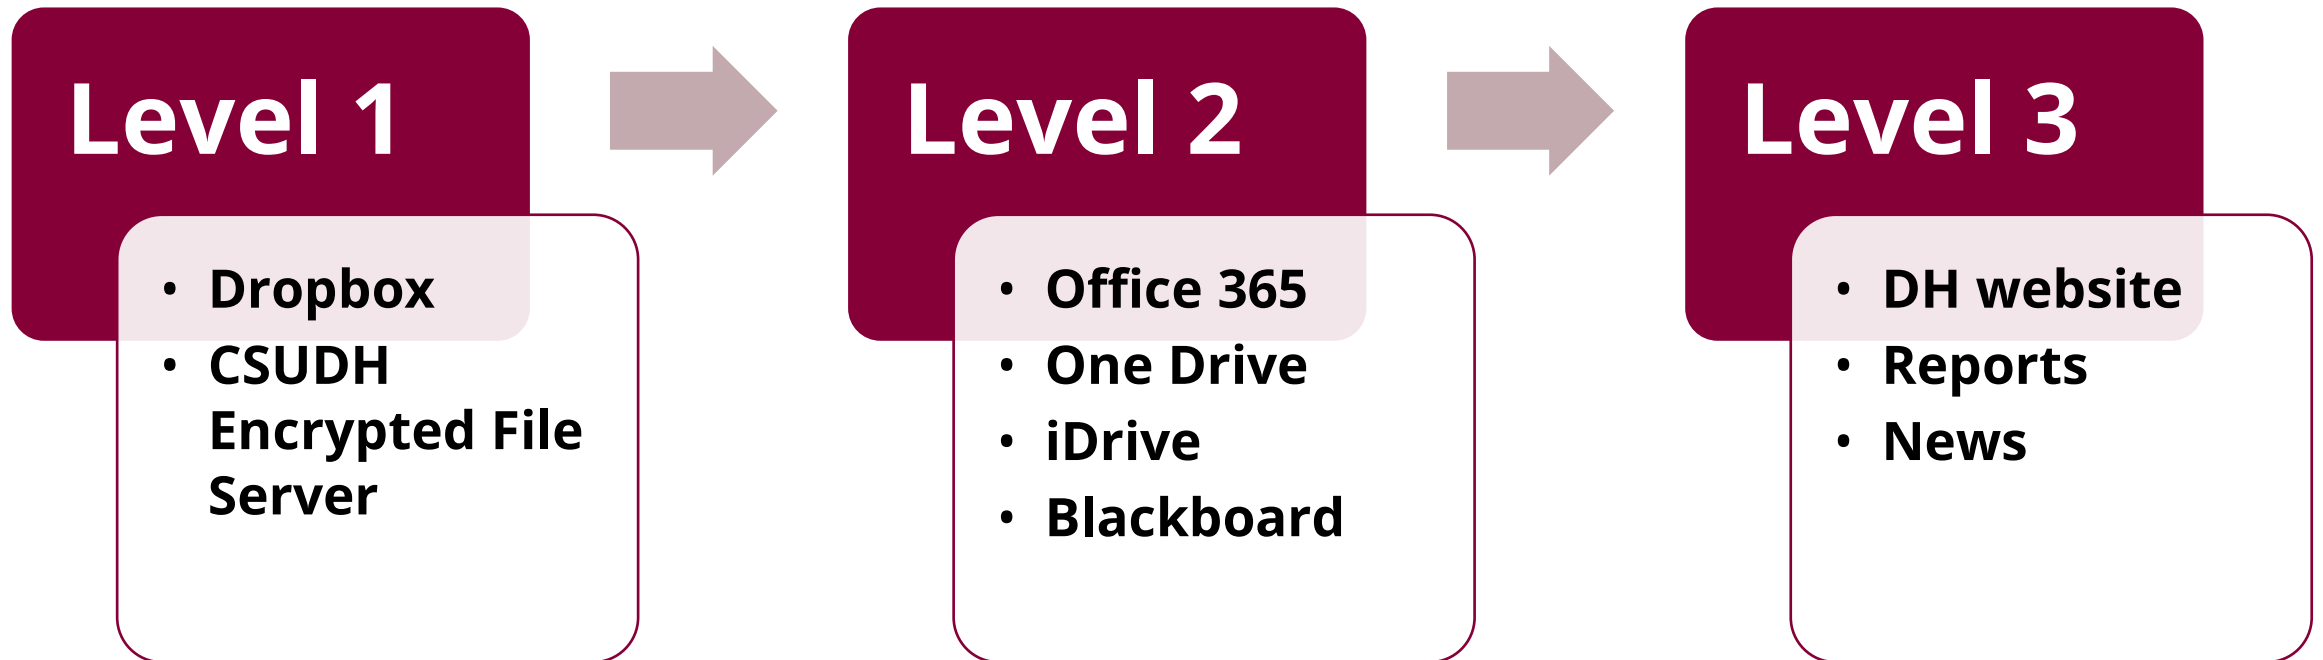 Level 1
• Dropbox
• CSUDH
Encrypted File
Server
Level 2
• Office 365
• One Drive
• iDrive
• Blackboard
Level 3
• DH website
• Reports
• News